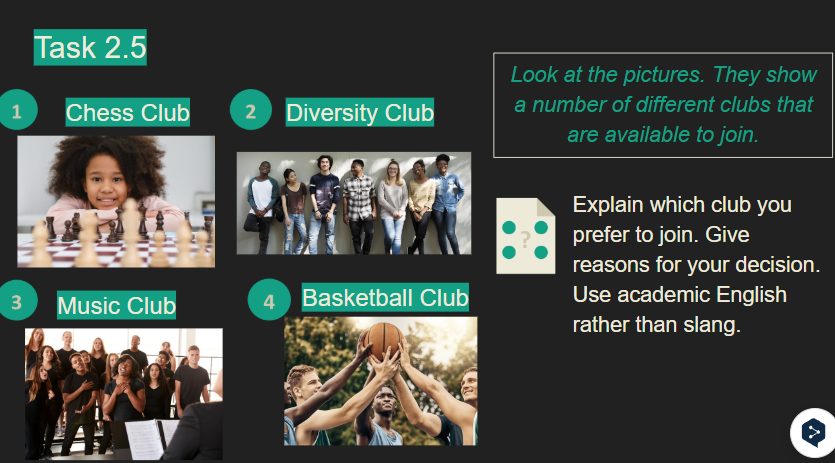 Task 2.5
Look at the pictures. They show
a number of different clubs that
are available to join.
1 Chess Club
2 Diversity Club
3 Music Club
4 Basketball Club
?
Explain which club you
prefer to join. Give
reasons for your decision.
Use academic English
rather than slang.